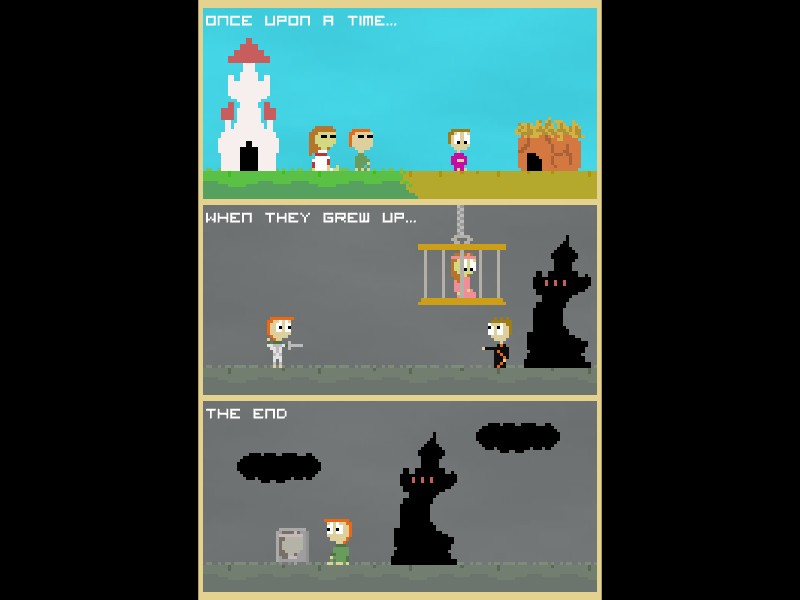 ONCE UPON A TIME...
WHEN THEY GREW UP...
THE END